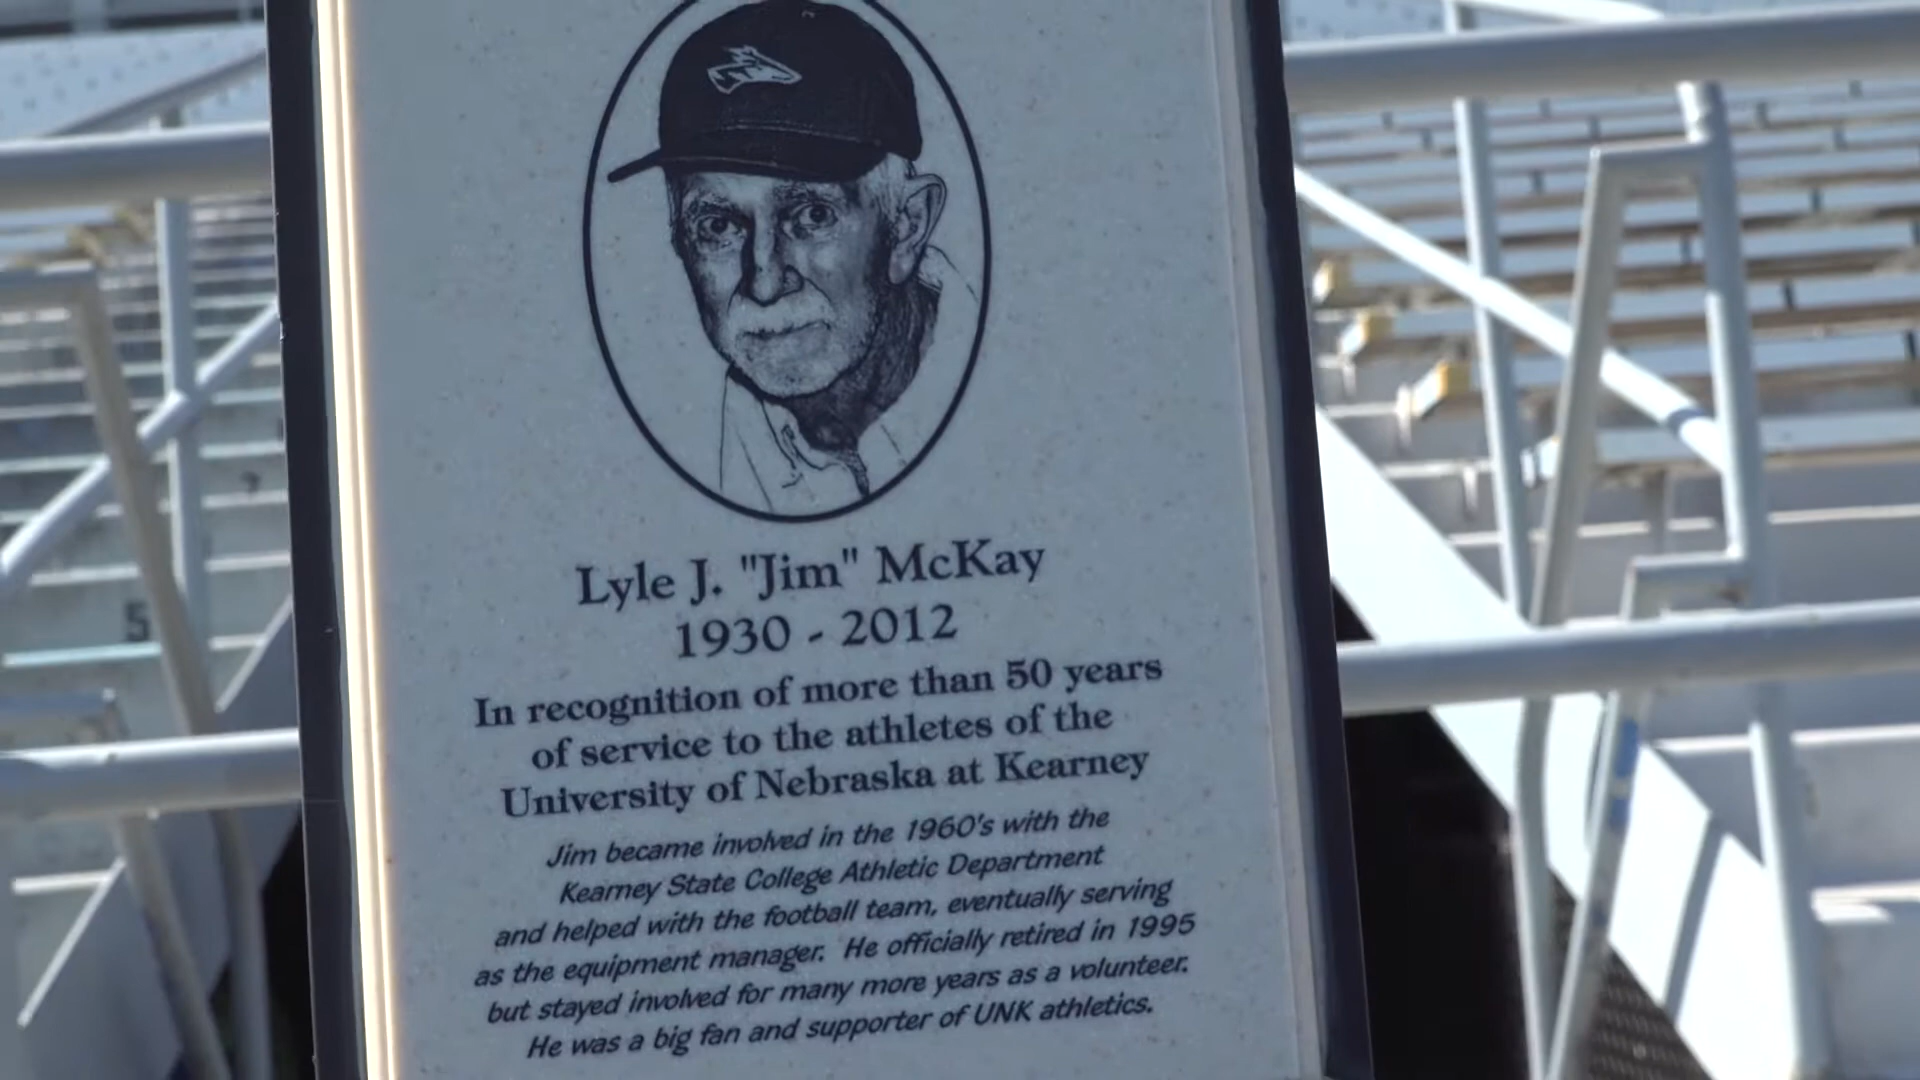 Lyle J. "Jim" McKay
1930 - 2012
In recognition of more than 50 years
of service to the athletes of the
University of Nebraska at Kearney
Jim became involved in the 1960's with the
Kearney State College Athletic Department
and helped with the football team, eventually serving
as the equipment manager. He officially retired in 1995
but stayed involved for many more years as a volunteer.
He was a big fan and supporter of UNK athletics.
5